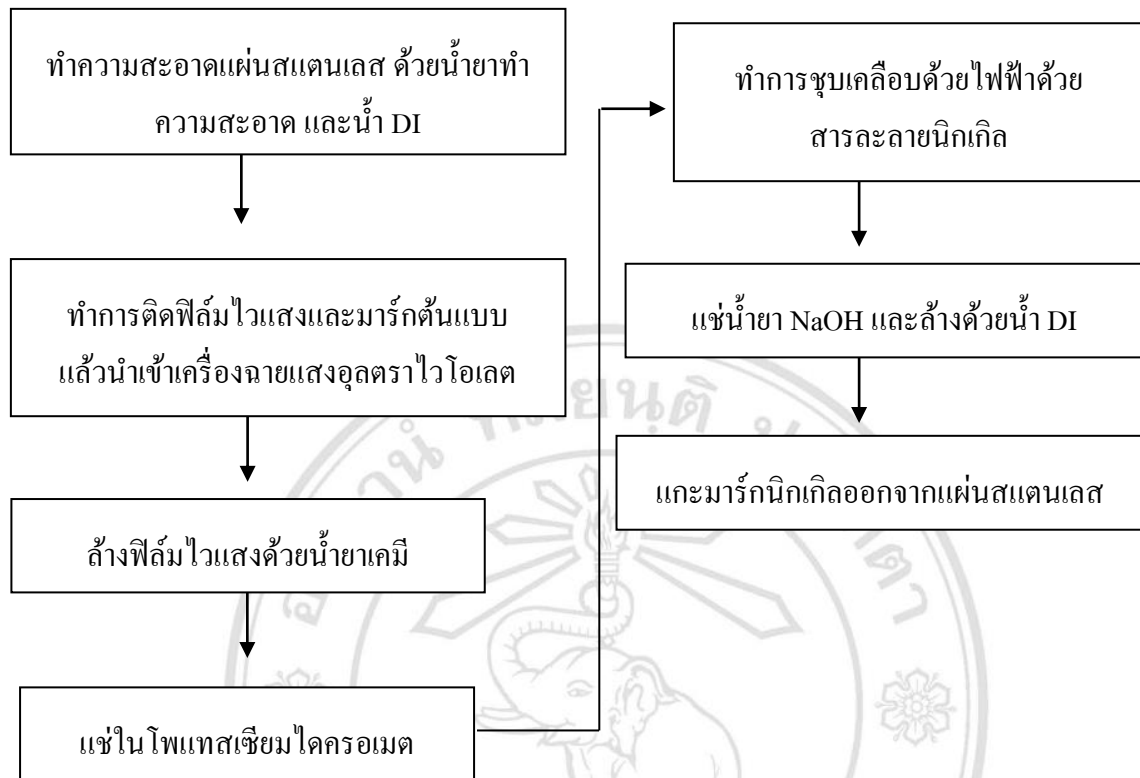 ทำความสะอาดแผ่นสแตนเลส ด้วยน้ำยาทำ
ความสะอาด และน้ำ DI
ทำการติดฟิล์มไวแสงและมาร์กต้นแบบ
แล้วนำเข้าเครื่องฉายแสงอุลตราไวโอเลต
ล้างฟิล์มไวแสงด้วยน้ำยาเคมี
แช่ในโพแทสเซียมไดครอเมต
ทำการชุบเคลือบด้วยไฟฟ้าด้วย
สารละลายนิกเกิล
แช่น้ำยา NaOH และล้างด้วยน้ำ DI
แกะมาร์กนิกเกิลออกจากแผ่นสแตนเลส